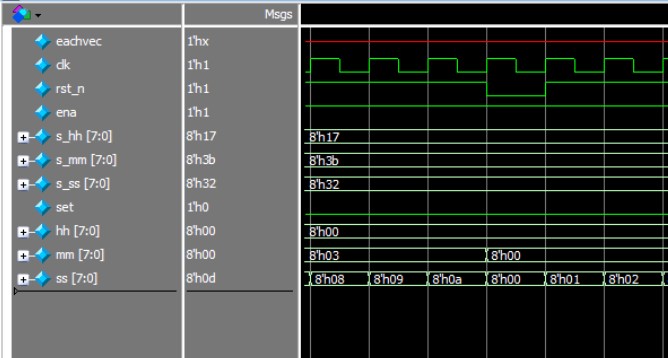 Msgs
eachvec 1'hx
clk 1'h1
rst_n 1'h1
ena 1'h1
s_hh [7:0] 8'h17 8'h17
s_mm [7:0] 8'h3b 8'h3b
s_ss [7:0] 8'h32 8'h32
set 1'h0
hh [7:0] 8'h00 8'h00
mm [7:0] 8'h00 8'h03 8'h00
ss [7:0] 8'h0d 8'h08 8'h09 8'h0a 8'h00 8'h01 8'h02